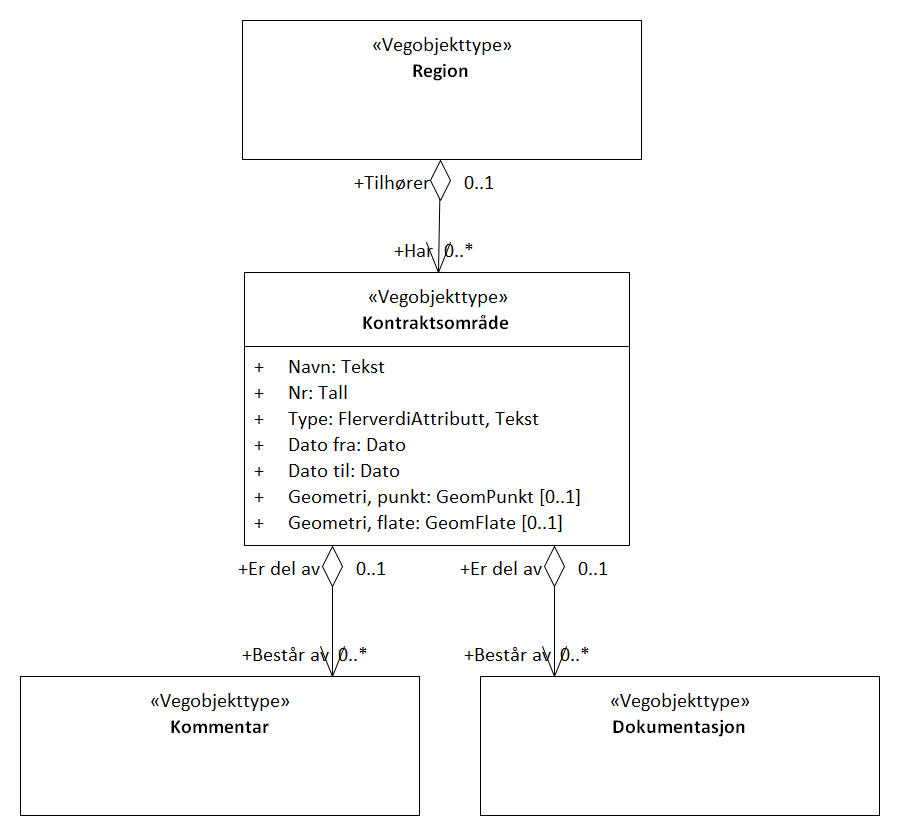 «Vegobjekttype»
Region
+Tilhører 0..1
+Har 0..*
«Vegobjekttype»
Kontraktsområde
+ Navn: Tekst
+ Nr: Tall
+ Type: FlerverdiAttributt, Tekst
+ Dato fra: Dato
+ Dato til: Dato
+ Geometri, punkt: GeomPunkt [0..1]
+ Geometri, flate: GeomFlate [0..1]
+Er del av 0..1 +Er del av 0..1
+Består av 0..* +Består av 0..*
«Vegobjekttype» «Vegobjekttype»
Kommentar Dokumentasjon